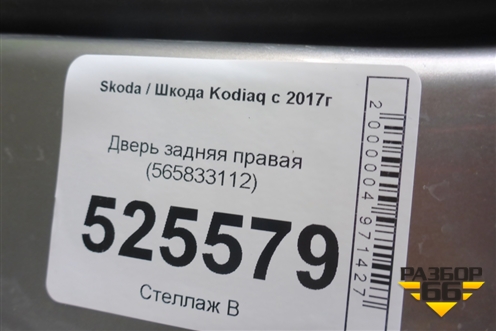 Skoda / Шкода Kodiaq с 2017г
Дверь задняя правая
(565833112)
525579
Стеллаж В
2000004971427
РАЗБОР
66